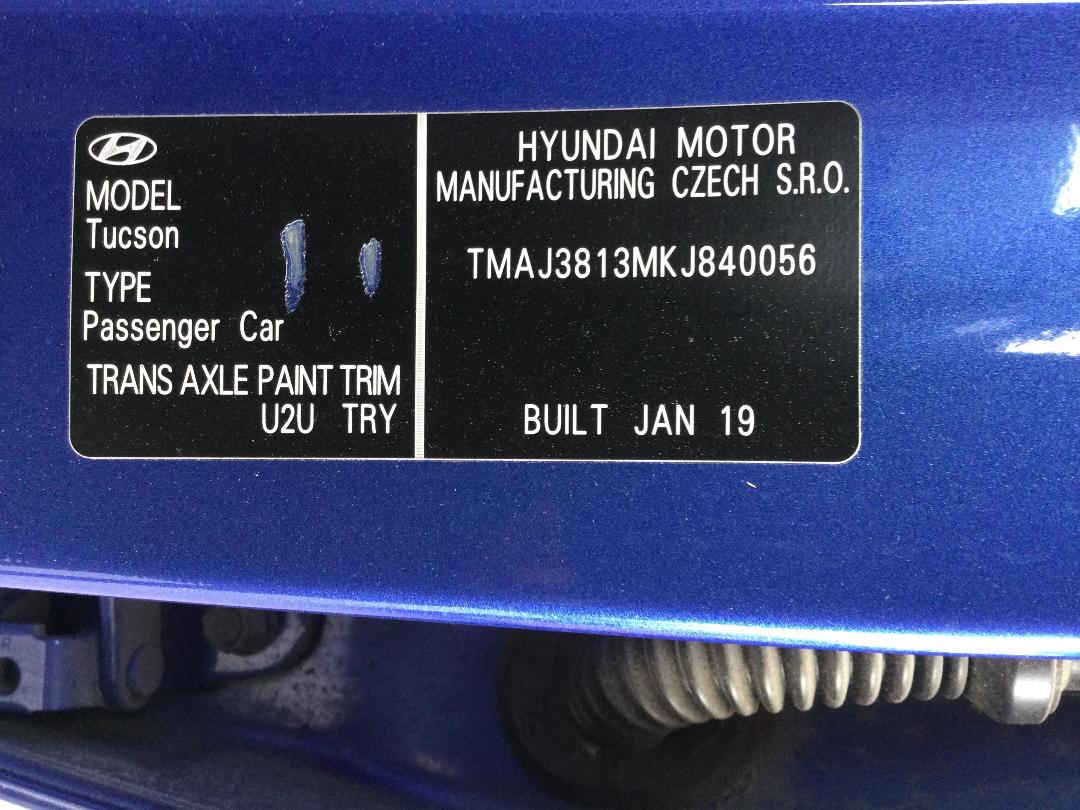 MODEL
Tucson
TYPE
Passenger Car
TRANS AXLE PAINT TRIM
U2U TRY
HYUNDAI MOTOR
MANUFACTURING CZECH S.R.O.
TMAJ3813MKJ840056
BUILT JAN 19